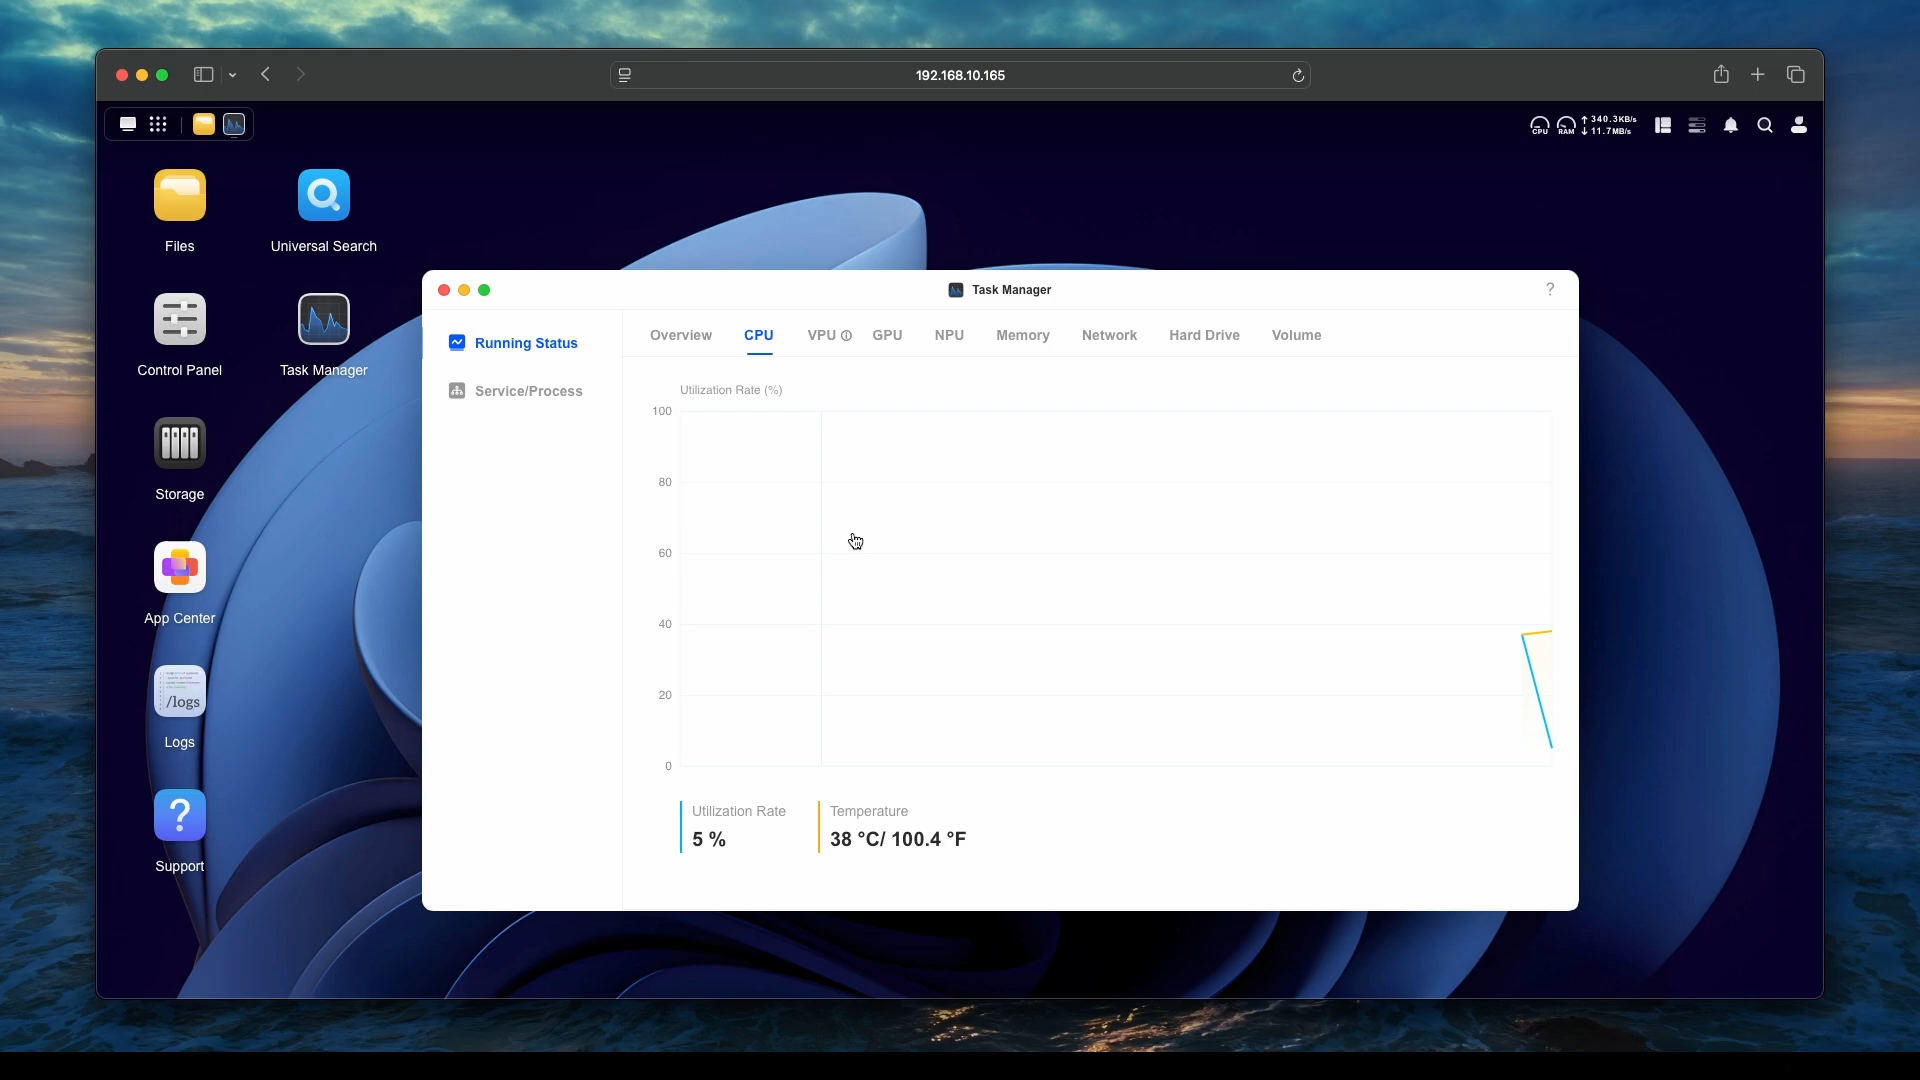 192.168.10.165
CPU
RAM
↑ 340.3KB/s
↓ 11.7MB/s
Files
Universal Search
Control Panel
Task Manager
Storage
App Center
/logs
Logs
?
Support
Task Manager
?
Running Status
Service/Process
Overview
CPU
VPU
GPU
NPU
Memory
Network
Hard Drive
Volume
Utilization Rate (%)
100
80
60
40
20
0
Utilization Rate
5 %
Temperature
38 °C/ 100.4 °F